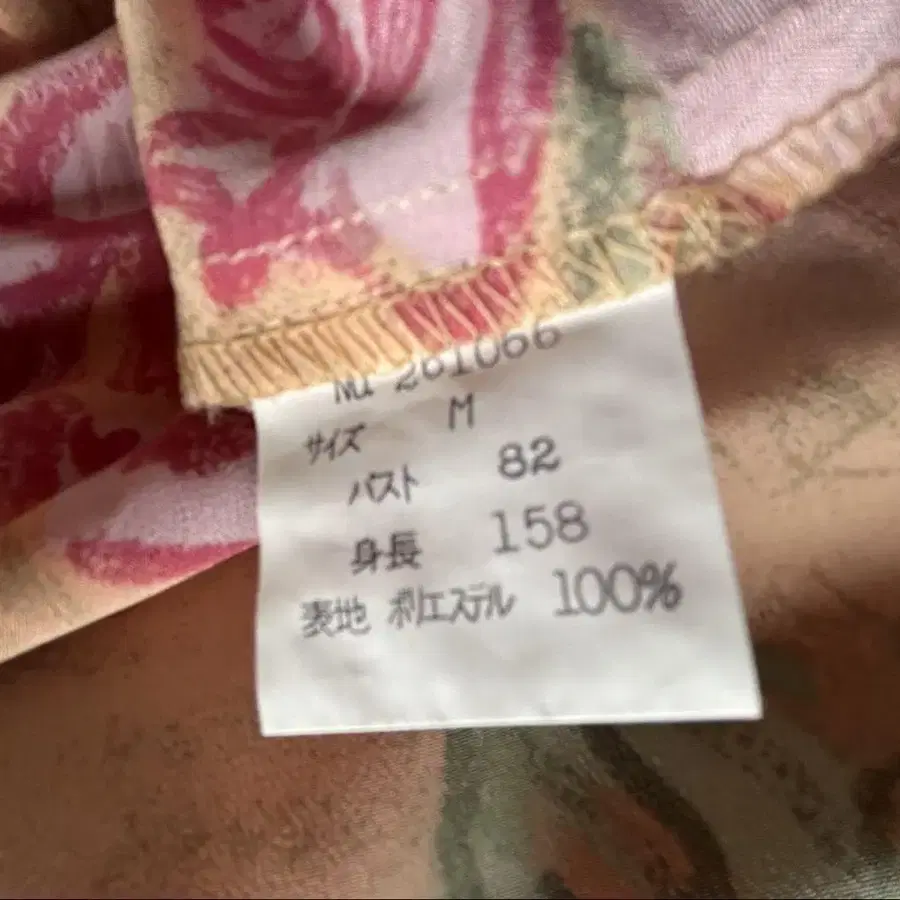 No 261066
サイズ M
バスト 82
身長 158
表地 ポリエステル 100%